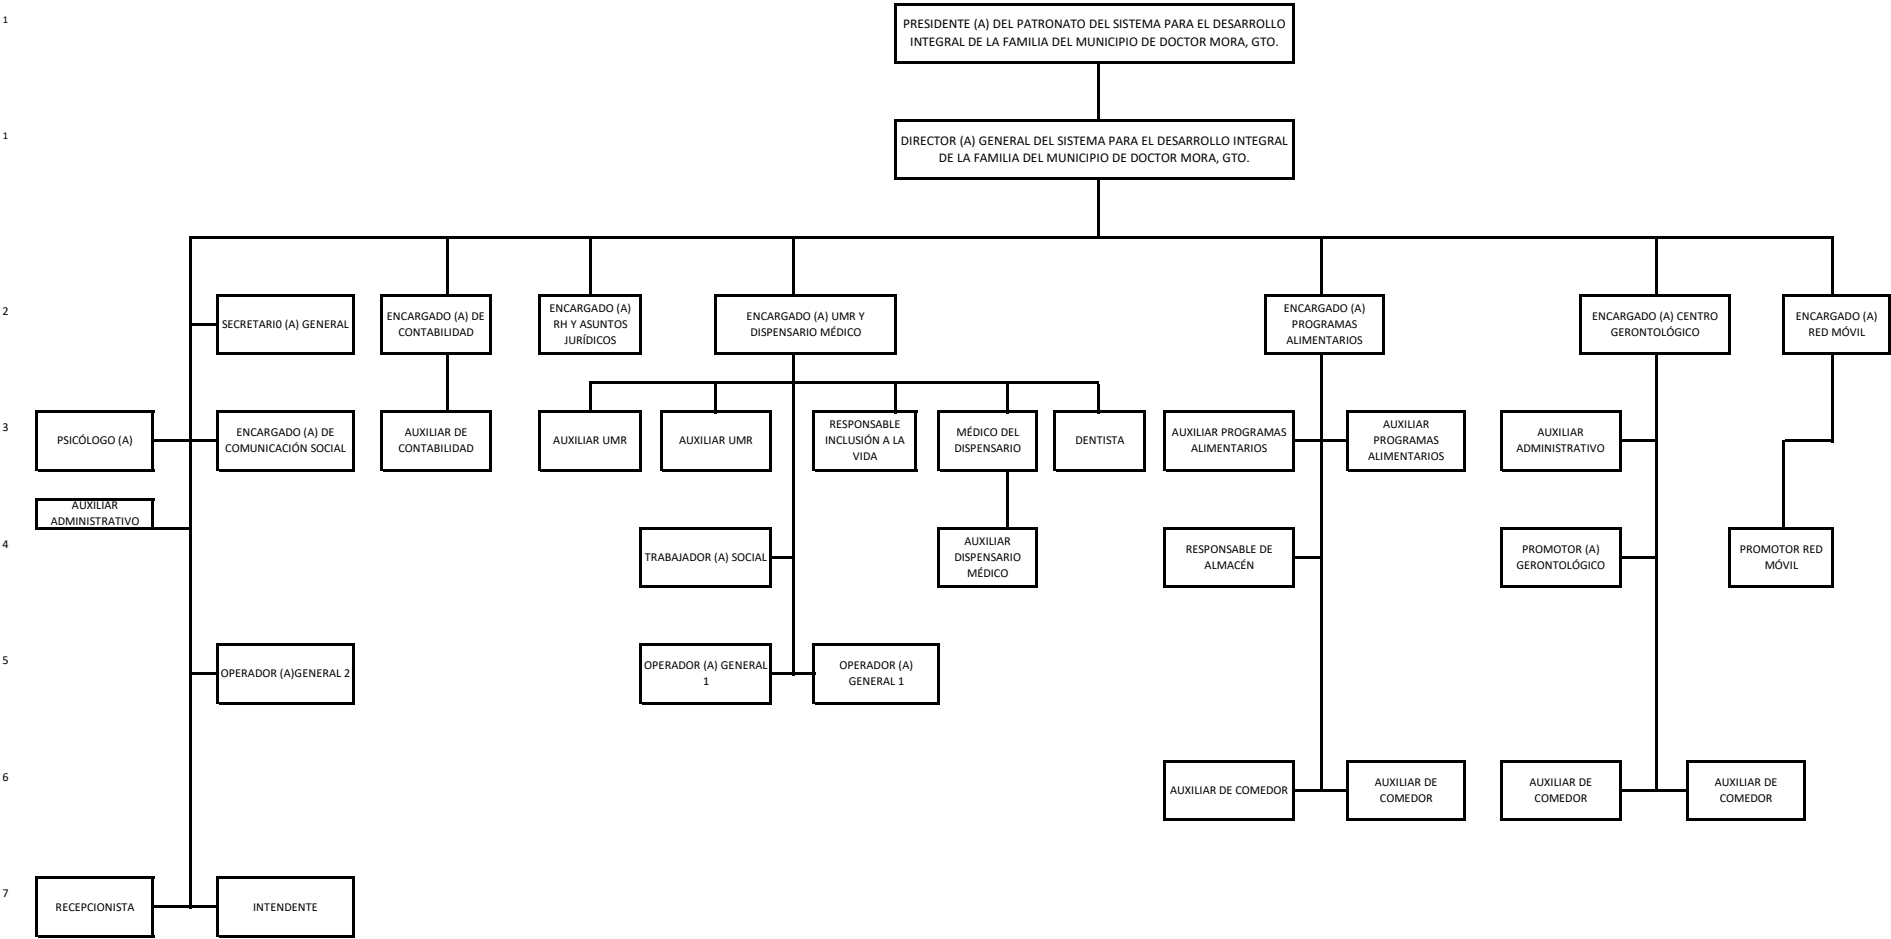 1
PRESIDENTE (A) DEL PATRONATO DEL SISTEMA PARA EL DESARROLLO
INTEGRAL DE LA FAMILIA DEL MUNICIPIO DE DOCTOR MORA, GTO.
1
DIRECTOR (A) GENERAL DEL SISTEMA PARA EL DESARROLLO INTEGRAL
DE LA FAMILIA DEL MUNICIPIO DE DOCTOR MORA, GTO.
2
SECRETARI0 (A) GENERAL
ENCARGADO (A) DE
CONTABILIDAD
ENCARGADO (A)
RH Y ASUNTOS
JURÍDICOS
ENCARGADO (A) UMR Y
DISPENSARIO MÉDICO
ENCARGADO (A)
PROGRAMAS
ALIMENTARIOS
ENCARGADO (A) CENTRO
GERONTOLÓGICO
ENCARGADO (A)
RED MÓVIL
3
PSICÓLOGO (A)
ENCARGADO (A) DE
COMUNICACIÓN SOCIAL
AUXILIAR DE
CONTABILIDAD
AUXILIAR UMR
AUXILIAR UMR
RESPONSABLE
INCLUSIÓN A LA
VIDA
MÉDICO DEL
DISPENSARIO
DENTISTA
AUXILIAR PROGRAMAS
ALIMENTARIOS
AUXILIAR
PROGRAMAS
ALIMENTARIOS
AUXILIAR
ADMINISTRATIVO
AUXILIAR
ADMINISTRATIVO
4
TRABAJADOR (A) SOCIAL
AUXILIAR
DISPENSARIO
MÉDICO
RESPONSABLE DE
ALMACÉN
PROMOTOR (A)
GERONTOLÓGICO
PROMOTOR RED
MÓVIL
5
OPERADOR (A)GENERAL 2
OPERADOR (A) GENERAL
1
OPERADOR (A)
GENERAL 1
6
AUXILIAR DE COMEDOR
AUXILIAR DE
COMEDOR
AUXILIAR DE
COMEDOR
AUXILIAR DE
COMEDOR
7
RECEPCIONISTA
INTENDENTE